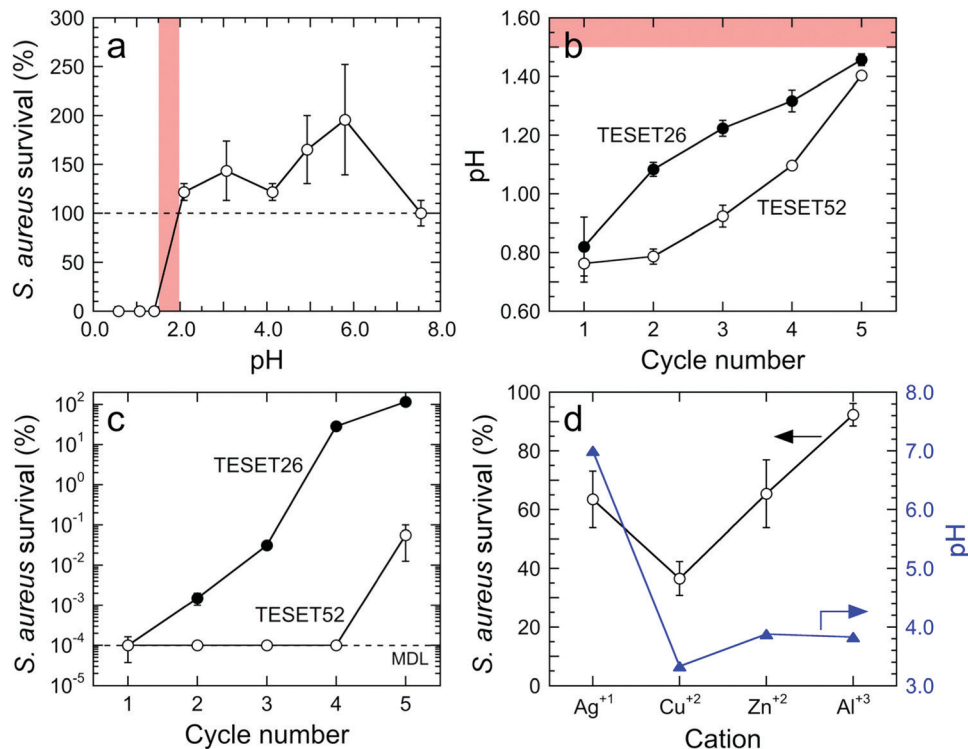 a
S. aureus survival (%)
300
250
200
150
100
50
0
0.0 2.0 4.0 6.0 8.0
pH
b
pH
1.60
1.40
1.20
1.00
0.80
0.60
TESET26
TESET52
1 2 3 4 5
Cycle number
c
S. aureus survival (%)
10^2
10^1
10^0
10^-1
10^-2
10^-3
10^-4
10^-5
TESET26
TESET52
MDL
1 2 3 4 5
Cycle number
d
S. aureus survival (%)
100
80
60
40
20
0
8.0
7.0
6.0
5.0
4.0
3.0
pH
Ag+1 Cu+2 Zn+2 Al+3
Cation